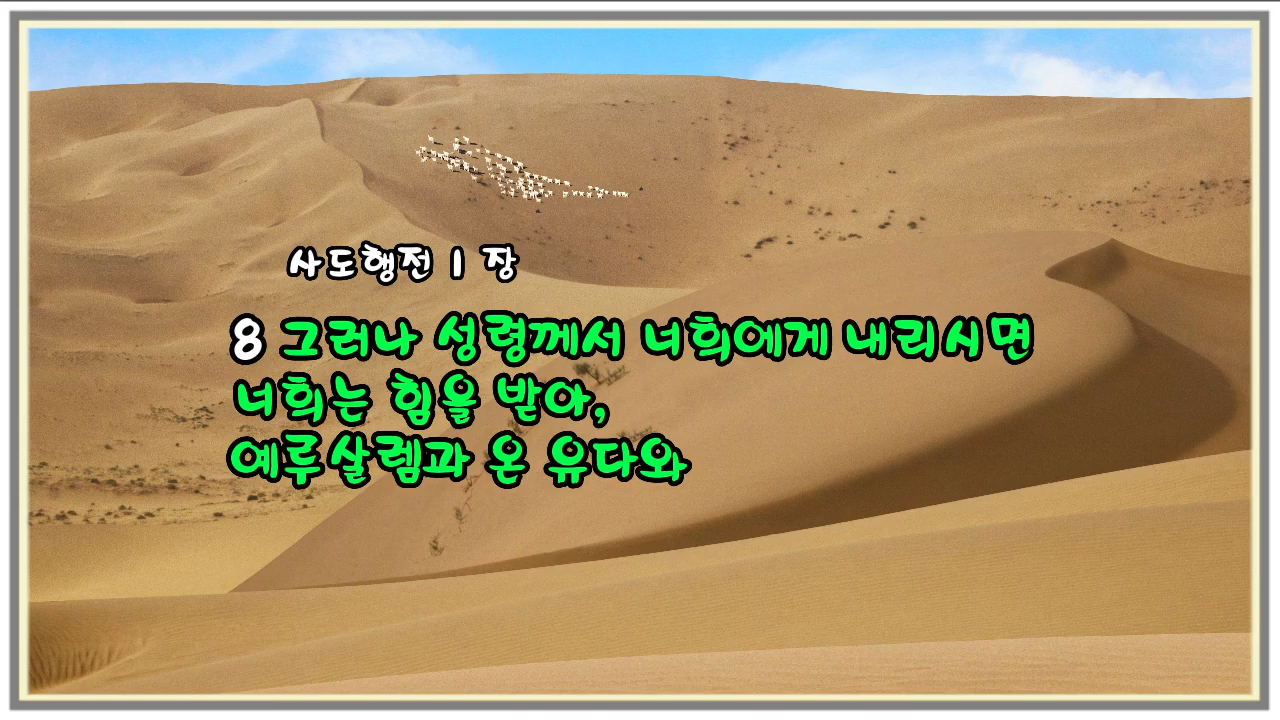 사도행전 1 장
8 그러나 성령께서 너희에게 내리시면
너희는 힘을 받아,
예루살렘과 온 유다와